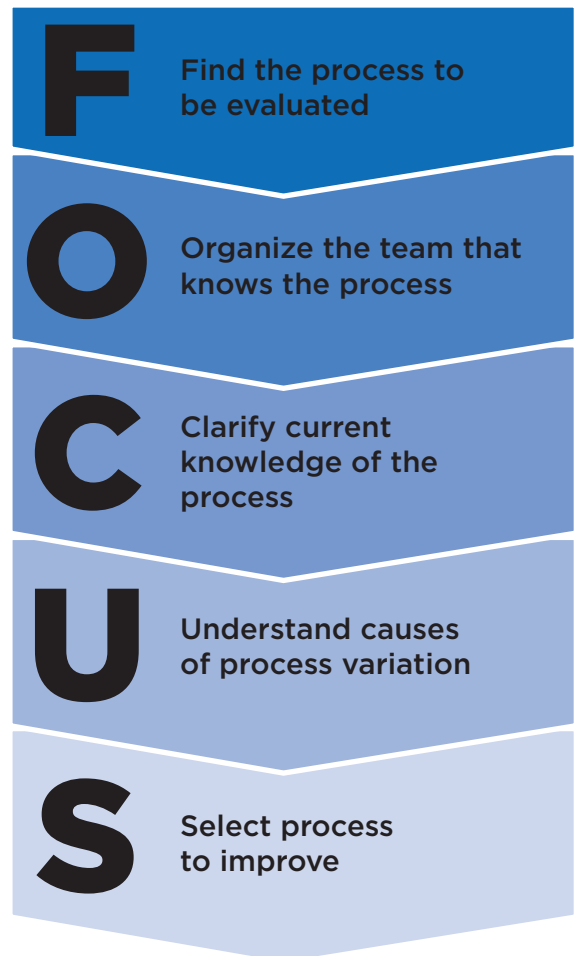 F
Find the process to
be evaluated
O
Organize the team that
knows the process
C
Clarify current
knowledge of the
process
U
Understand causes
of process variation
S
Select process
to improve